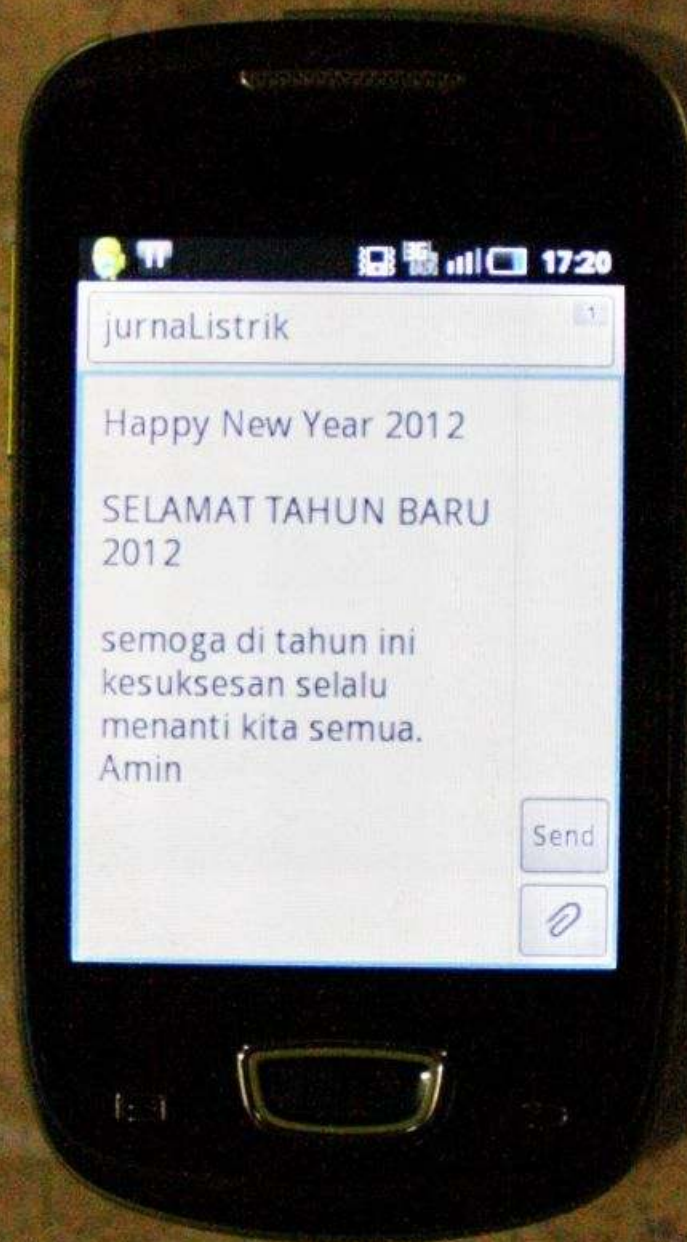 17:20
jurnaListrik
1
Happy New Year 2012
SELAMAT TAHUN BARU
2012
semoga di tahun ini
kesuksesan selalu
menanti kita semua.
Amin
Send